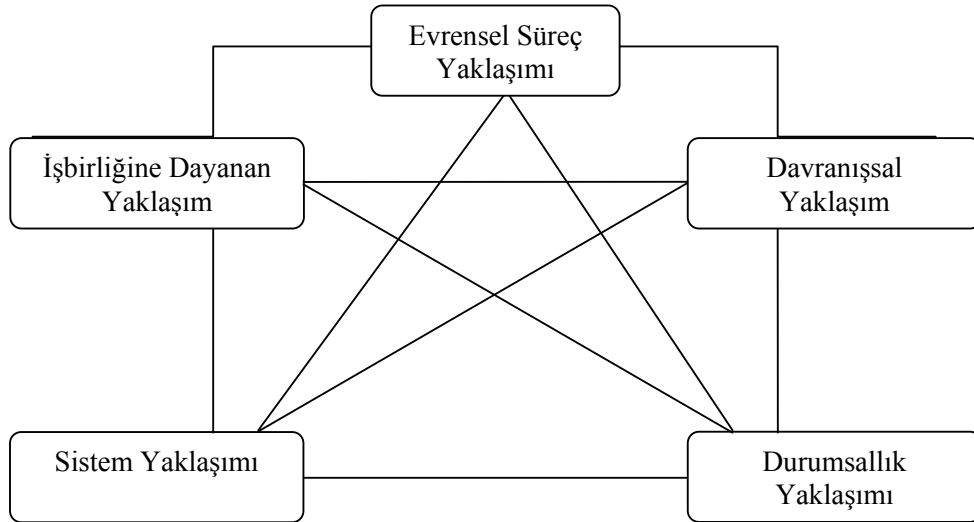 Evrensel Süreç
Yaklaşımı
İşbirliğine Dayanan
Yaklaşım
Davranışsal
Yaklaşım
Sistem Yaklaşımı
Durumsallık
Yaklaşımı